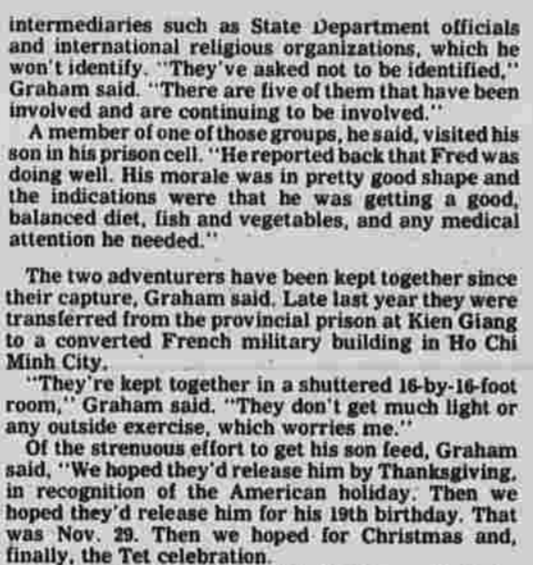 intermediaries such as State Department officials
and international religious organizations, which he
won't identify. "They've asked not to be identified,"
Graham said. "There are five of them that have been
involved and are continuing to be involved."
A member of one of those groups, he said, visited his
son in his prison cell. "He reported back that Fred was
doing well. His morale was in pretty good shape and
the indications were that he was getting a good,
balanced diet, fish and vegetables, and any medical
attention he needed."
The two adventurers have been kept together since
their capture, Graham said. Late last year they were
transferred from the provincial prison at Kien Giang
to a converted French military building in Ho Chi
Minh City.
"They're kept together in a shuttered 16-by-16-foot
room," Graham said. "They don't get much light or
any outside exercise, which worries me."
Of the strenuous effort to get his son feed, Graham
said, "We hoped they'd release him by Thanksgiving,
in recognition of the American holiday. Then we
hoped they'd release him for his 19th birthday. That
was Nov. 29. Then we hoped for Christmas and,
finally, the Tet celebration.